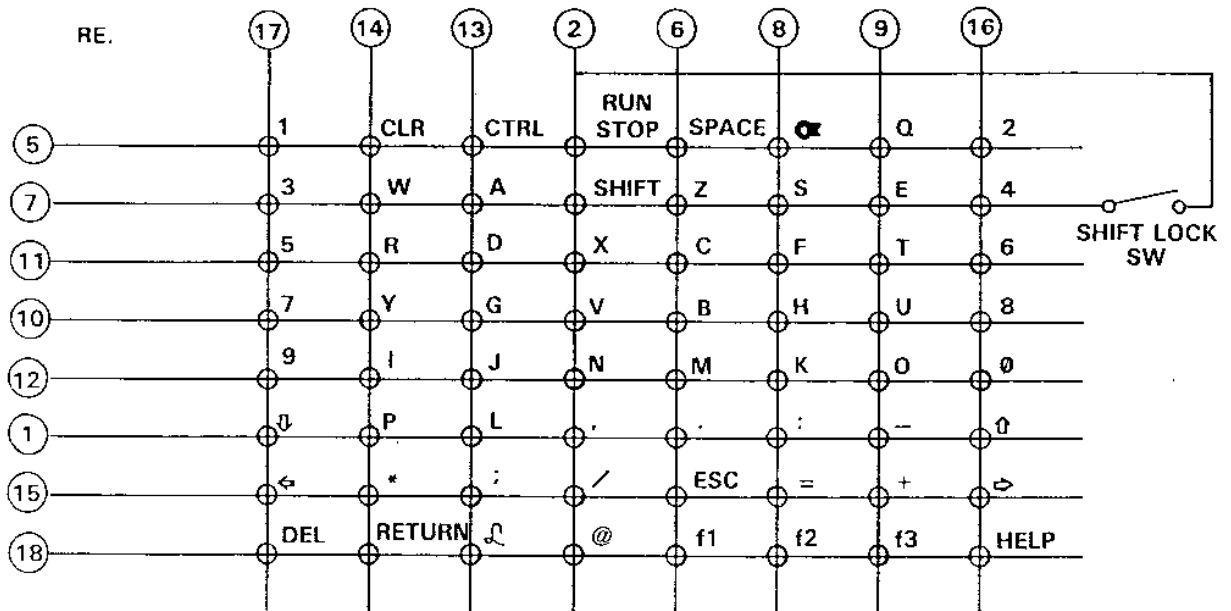 RE. 17 14 13 2 6 8 9 16
RUN
5 1 CLR CTRL STOP SPACE Q 2
7 3 W A SHIFT Z S E 4
SHIFT LOCK
SW
11 5 R D X C F T 6
10 7 Y G V B H U 8
12 9 I J N M K O Ø
1 ⇩ P L , . : − ⇧
15 ⇦ * ; / ESC = + ⇨
18 DEL RETURN £ @ f1 f2 f3 HELP